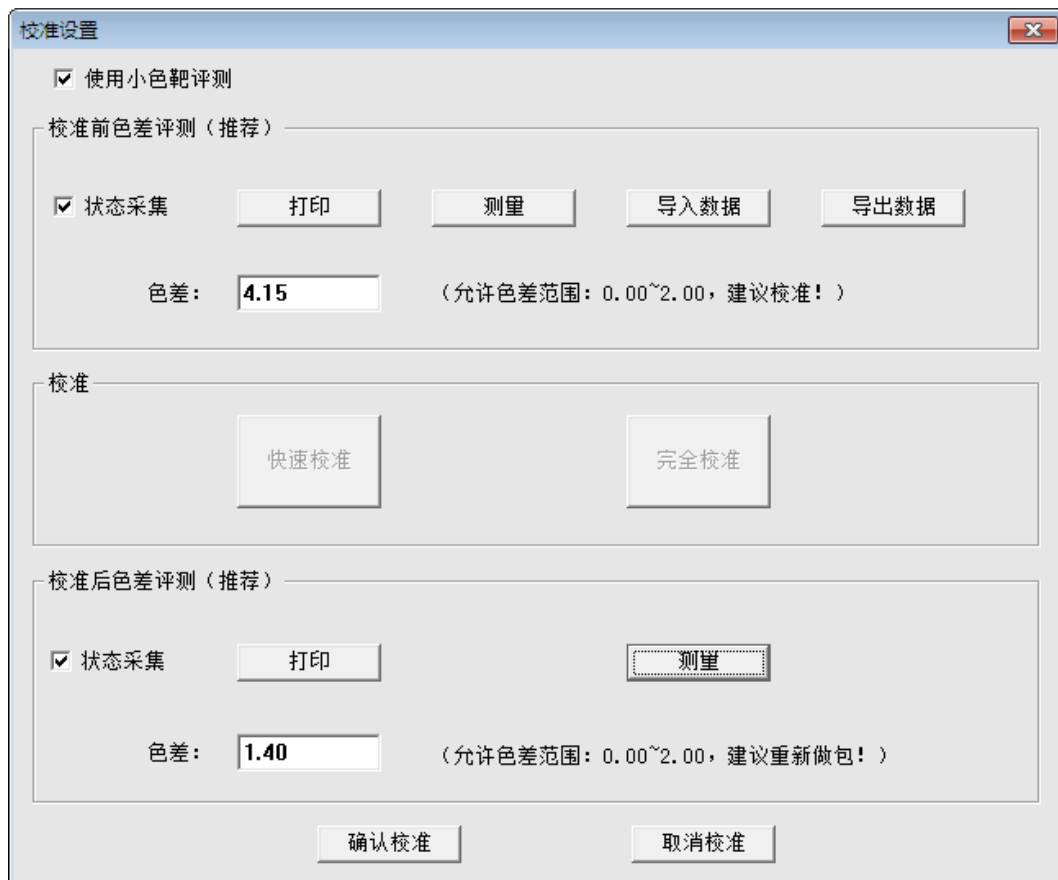 校准设置
使用小色靶评测
校准前色差评测（推荐）
状态采集 打印 测量 导入数据 导出数据
色差： 4.15 （允许色差范围：0.00~2.00，建议校准！）
校准
快速校准 完全校准
校准后色差评测（推荐）
状态采集 打印 测量
色差： 1.40 （允许色差范围：0.00~2.00，建议重新做包！）
确认校准 取消校准